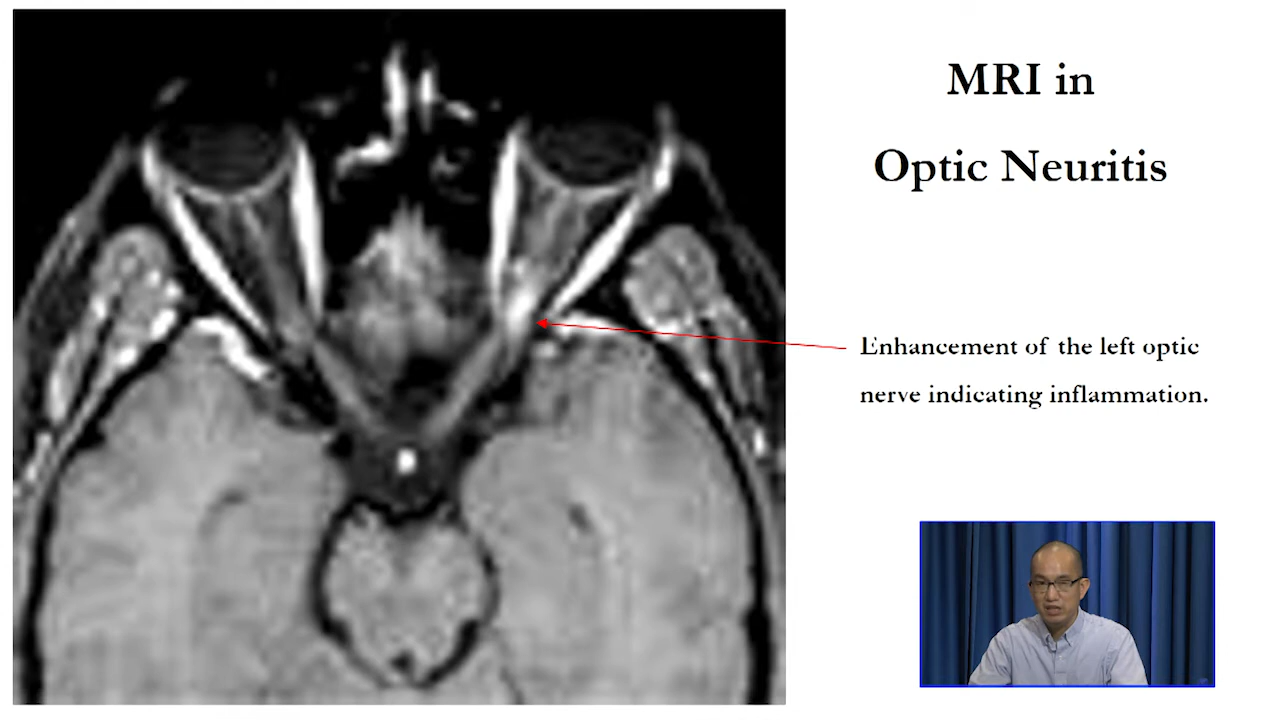 MRI in
Optic Neuritis
Enhancement of the left optic
nerve indicating inflammation.